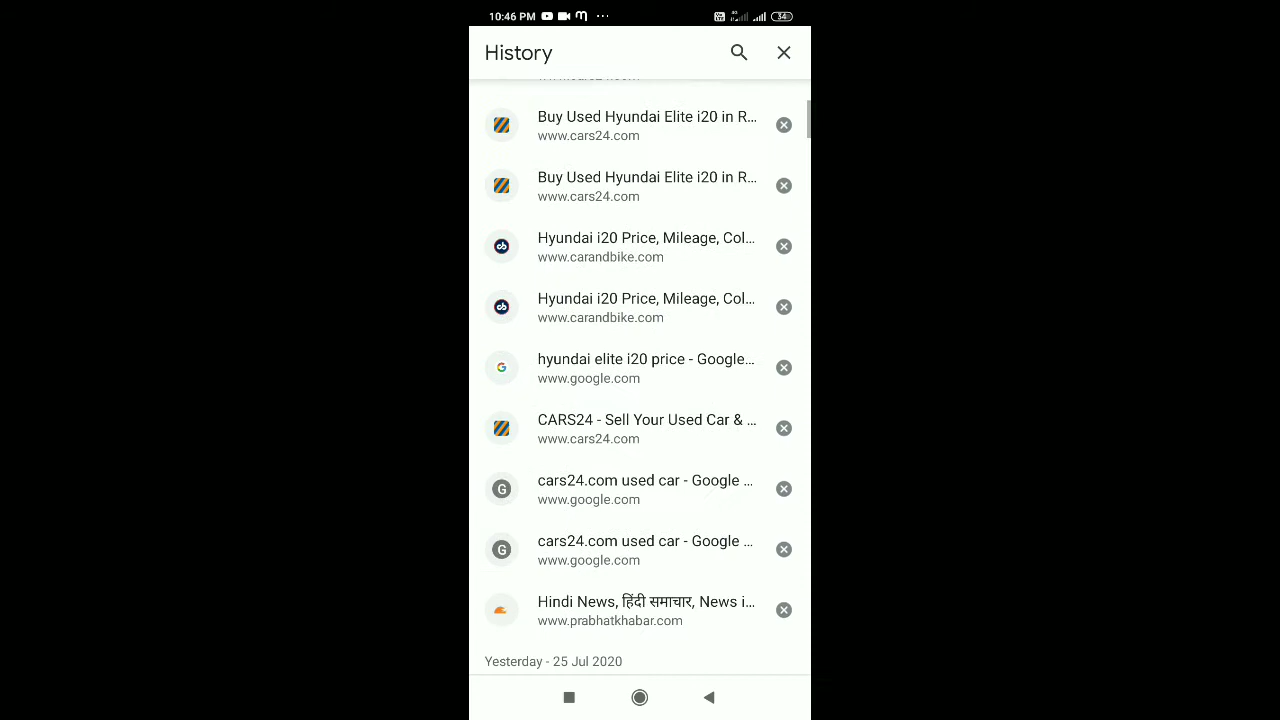 10:46 PM
34
History
Buy Used Hyundai Elite i20 in R...
www.cars24.com
Buy Used Hyundai Elite i20 in R...
www.cars24.com
Hyundai i20 Price, Mileage, Col...
www.carandbike.com
Hyundai i20 Price, Mileage, Col...
www.carandbike.com
hyundai elite i20 price - Google...
www.google.com
CARS24 - Sell Your Used Car & ...
www.cars24.com
G
cars24.com used car - Google ...
www.google.com
G
cars24.com used car - Google ...
www.google.com
Hindi News, हिंदी समाचार, News i...
www.prabhatkhabar.com
Yesterday - 25 Jul 2020